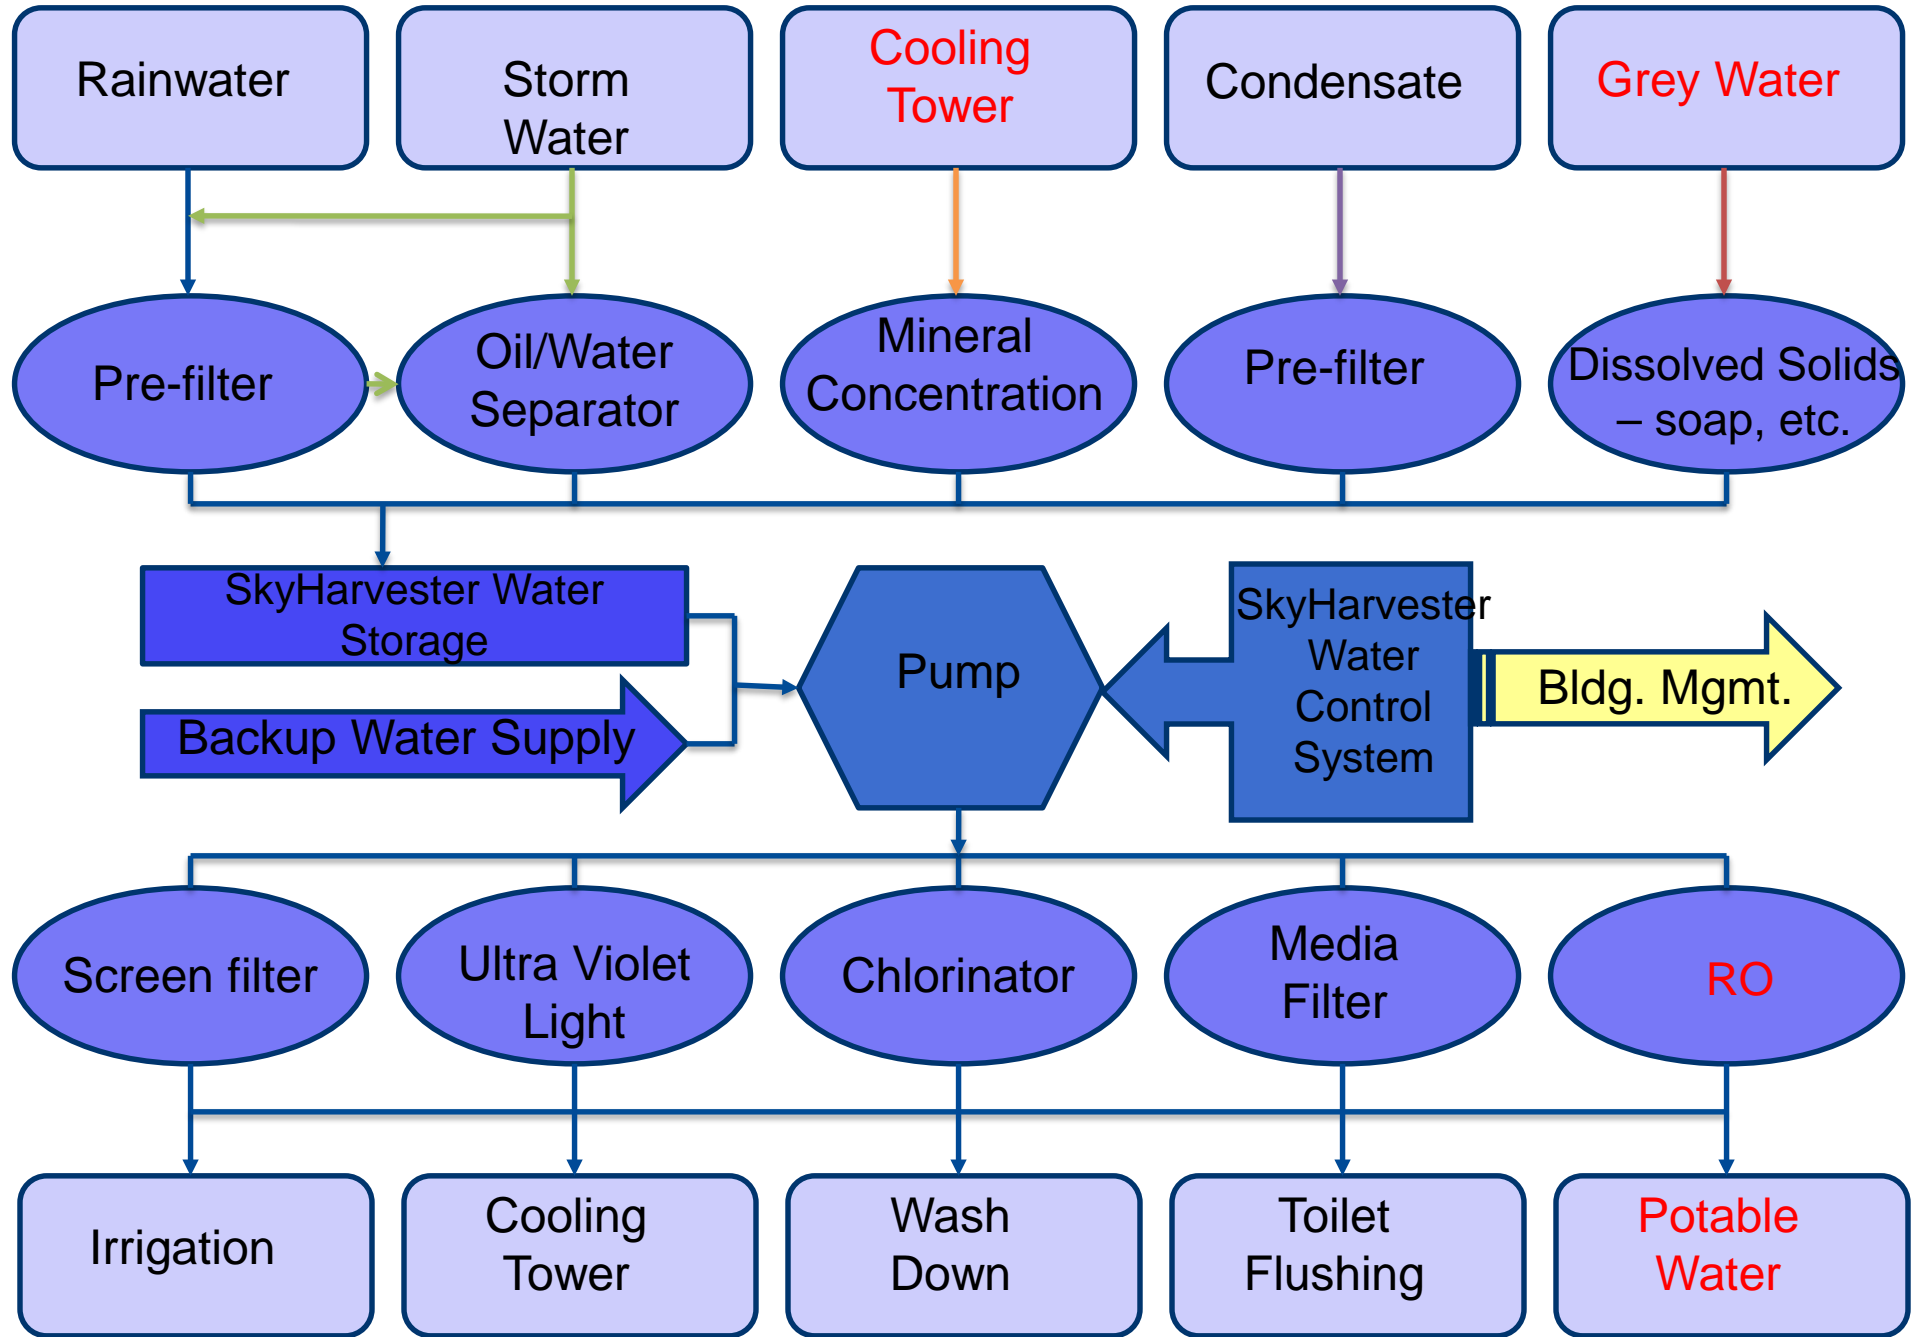 Rainwater
Storm
Water
Cooling
Tower
Condensate
Grey Water
Pre-filter
Oil/Water
Separator
Mineral
Concentration
Pre-filter
Dissolved Solids
– soap, etc.
SkyHarvester Water
Storage
Backup Water Supply
Pump
SkyHarvester
Water
Control
System
Bldg. Mgmt.
Screen filter
Ultra Violet
Light
Chlorinator
Media
Filter
RO
Irrigation
Cooling
Tower
Wash
Down
Toilet
Flushing
Potable
Water